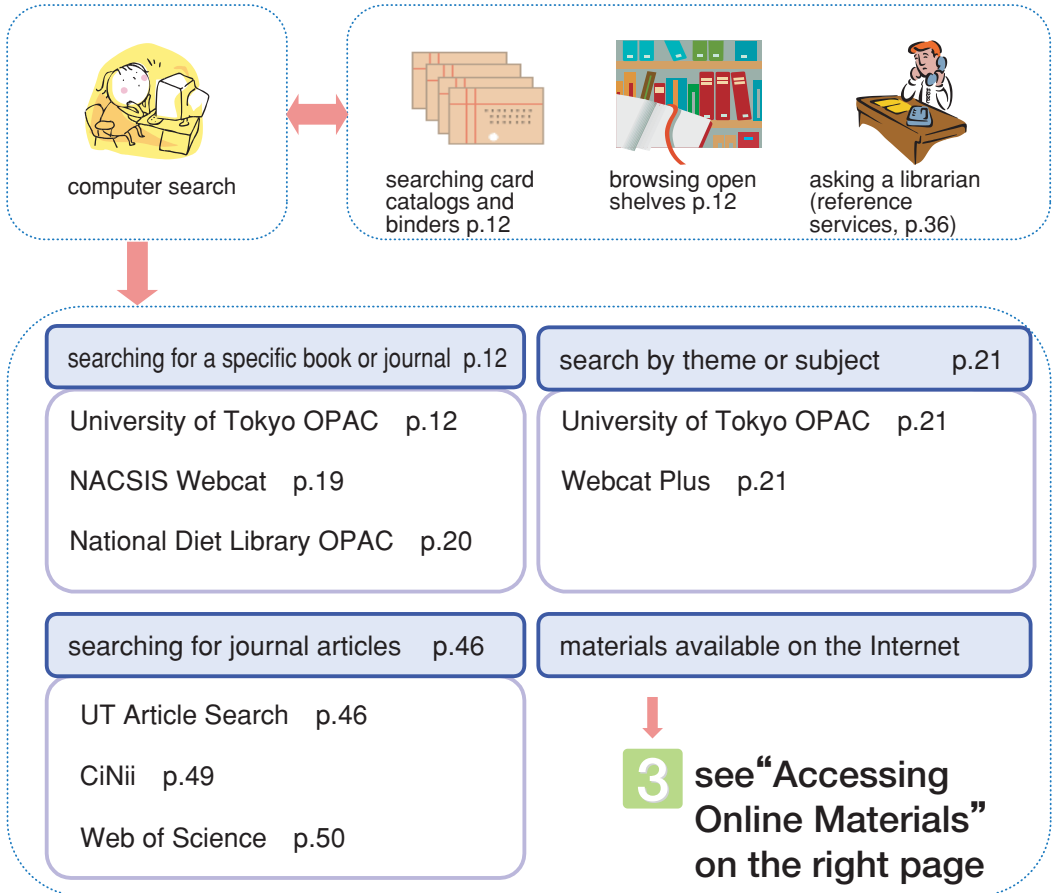 computer search
searching card
catalogs and
binders p.12
browsing open
shelves p.12
asking a librarian
(reference
services, p.36)
searching for a specific book or journal p.12
University of Tokyo OPAC p.12
NACSIS Webcat p.19
National Diet Library OPAC p.20
search by theme or subject p.21
University of Tokyo OPAC p.21
Webcat Plus p.21
searching for journal articles p.46
UT Article Search p.46
CiNii p.49
Web of Science p.50
materials available on the Internet
3 see“Accessing
Online Materials”
on the right page